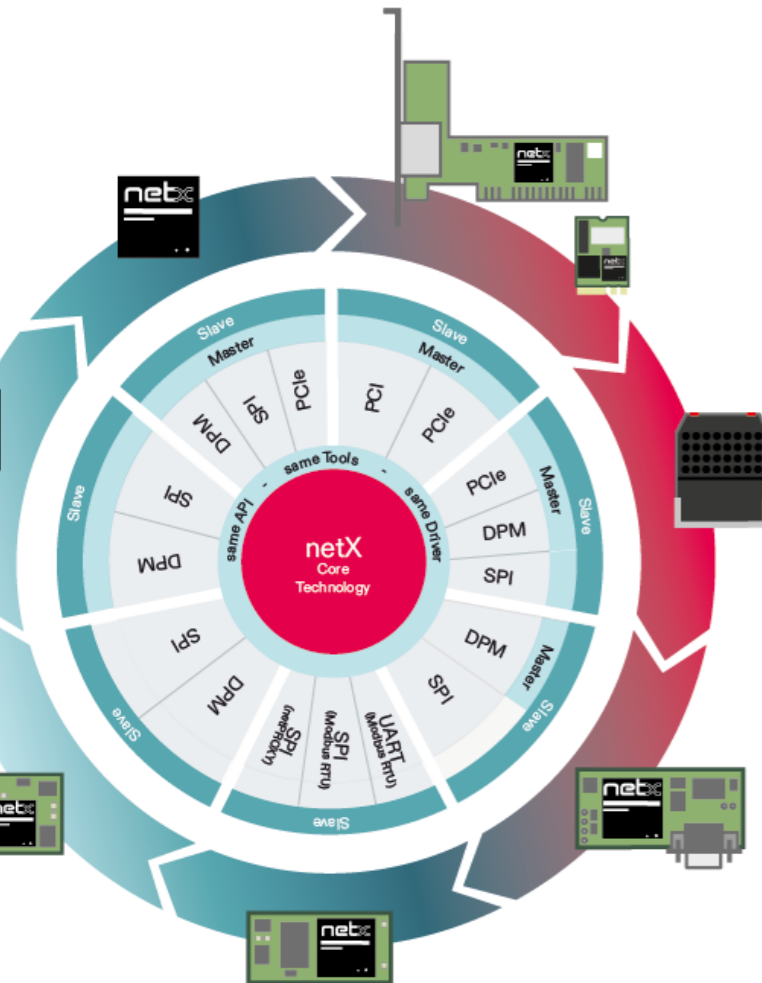 netx
netx
netx
Slave
Master
DPM
SPI
PCIe
Slave
Master
PCI
PCIe
Slave
Master
PCIe
DPM
SPI
Slave
Master
DPM
SPI
Slave
UART
(Modbus RTU)
SPI
(Modbus RTU)
SPI
(netPROXY)
Slave
DPM
SPI
Slave
DPM
SPI
same API - same Tools - same Driver
netX
Core
Technology
netx
netx
netx